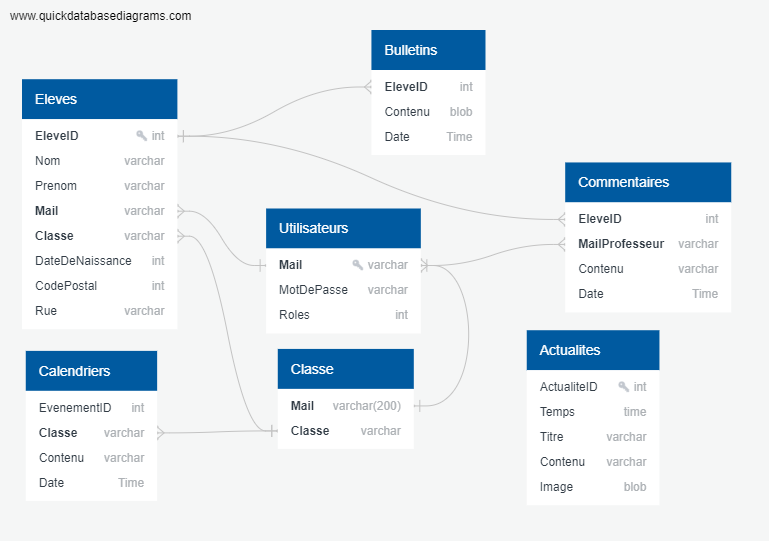 www.quickdatabasediagrams.com
Bulletins
EleveID int
Contenu blob
Date Time
Eleves
EleveID int
Nom varchar
Prenom varchar
Mail varchar
Classe varchar
DateDeNaissance int
CodePostal int
Rue varchar
Commentaires
EleveID int
MailProfesseur varchar
Contenu varchar
Date Time
Utilisateurs
Mail varchar
MotDePasse varchar
Roles int
Actualites
ActualiteID int
Temps time
Titre varchar
Contenu varchar
Image blob
Classe
Mail varchar(200)
Classe varchar
Calendriers
EvenementID int
Classe varchar
Contenu varchar
Date Time